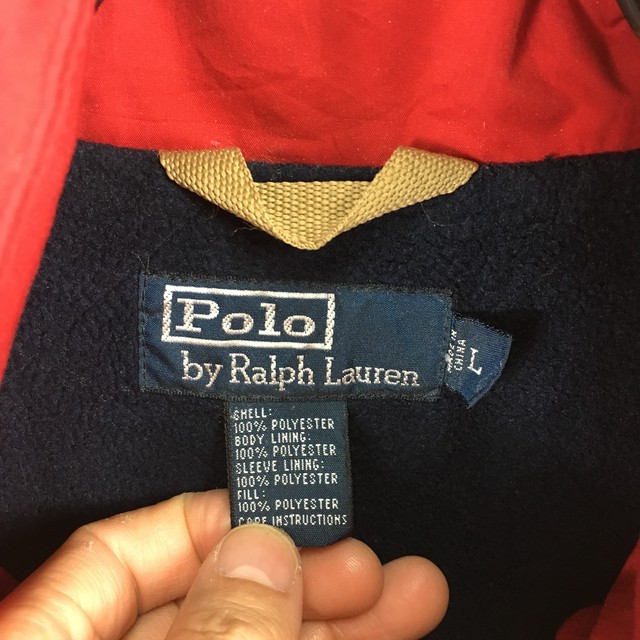 Polo
by Ralph Lauren
MADE IN
CHINA
L
SHELL:
100% POLYESTER
BODY LINING:
100% POLYESTER
SLEEVE LINING:
100% POLYESTER
FILL:
100% POLYESTER
CARE INSTRUCTIONS